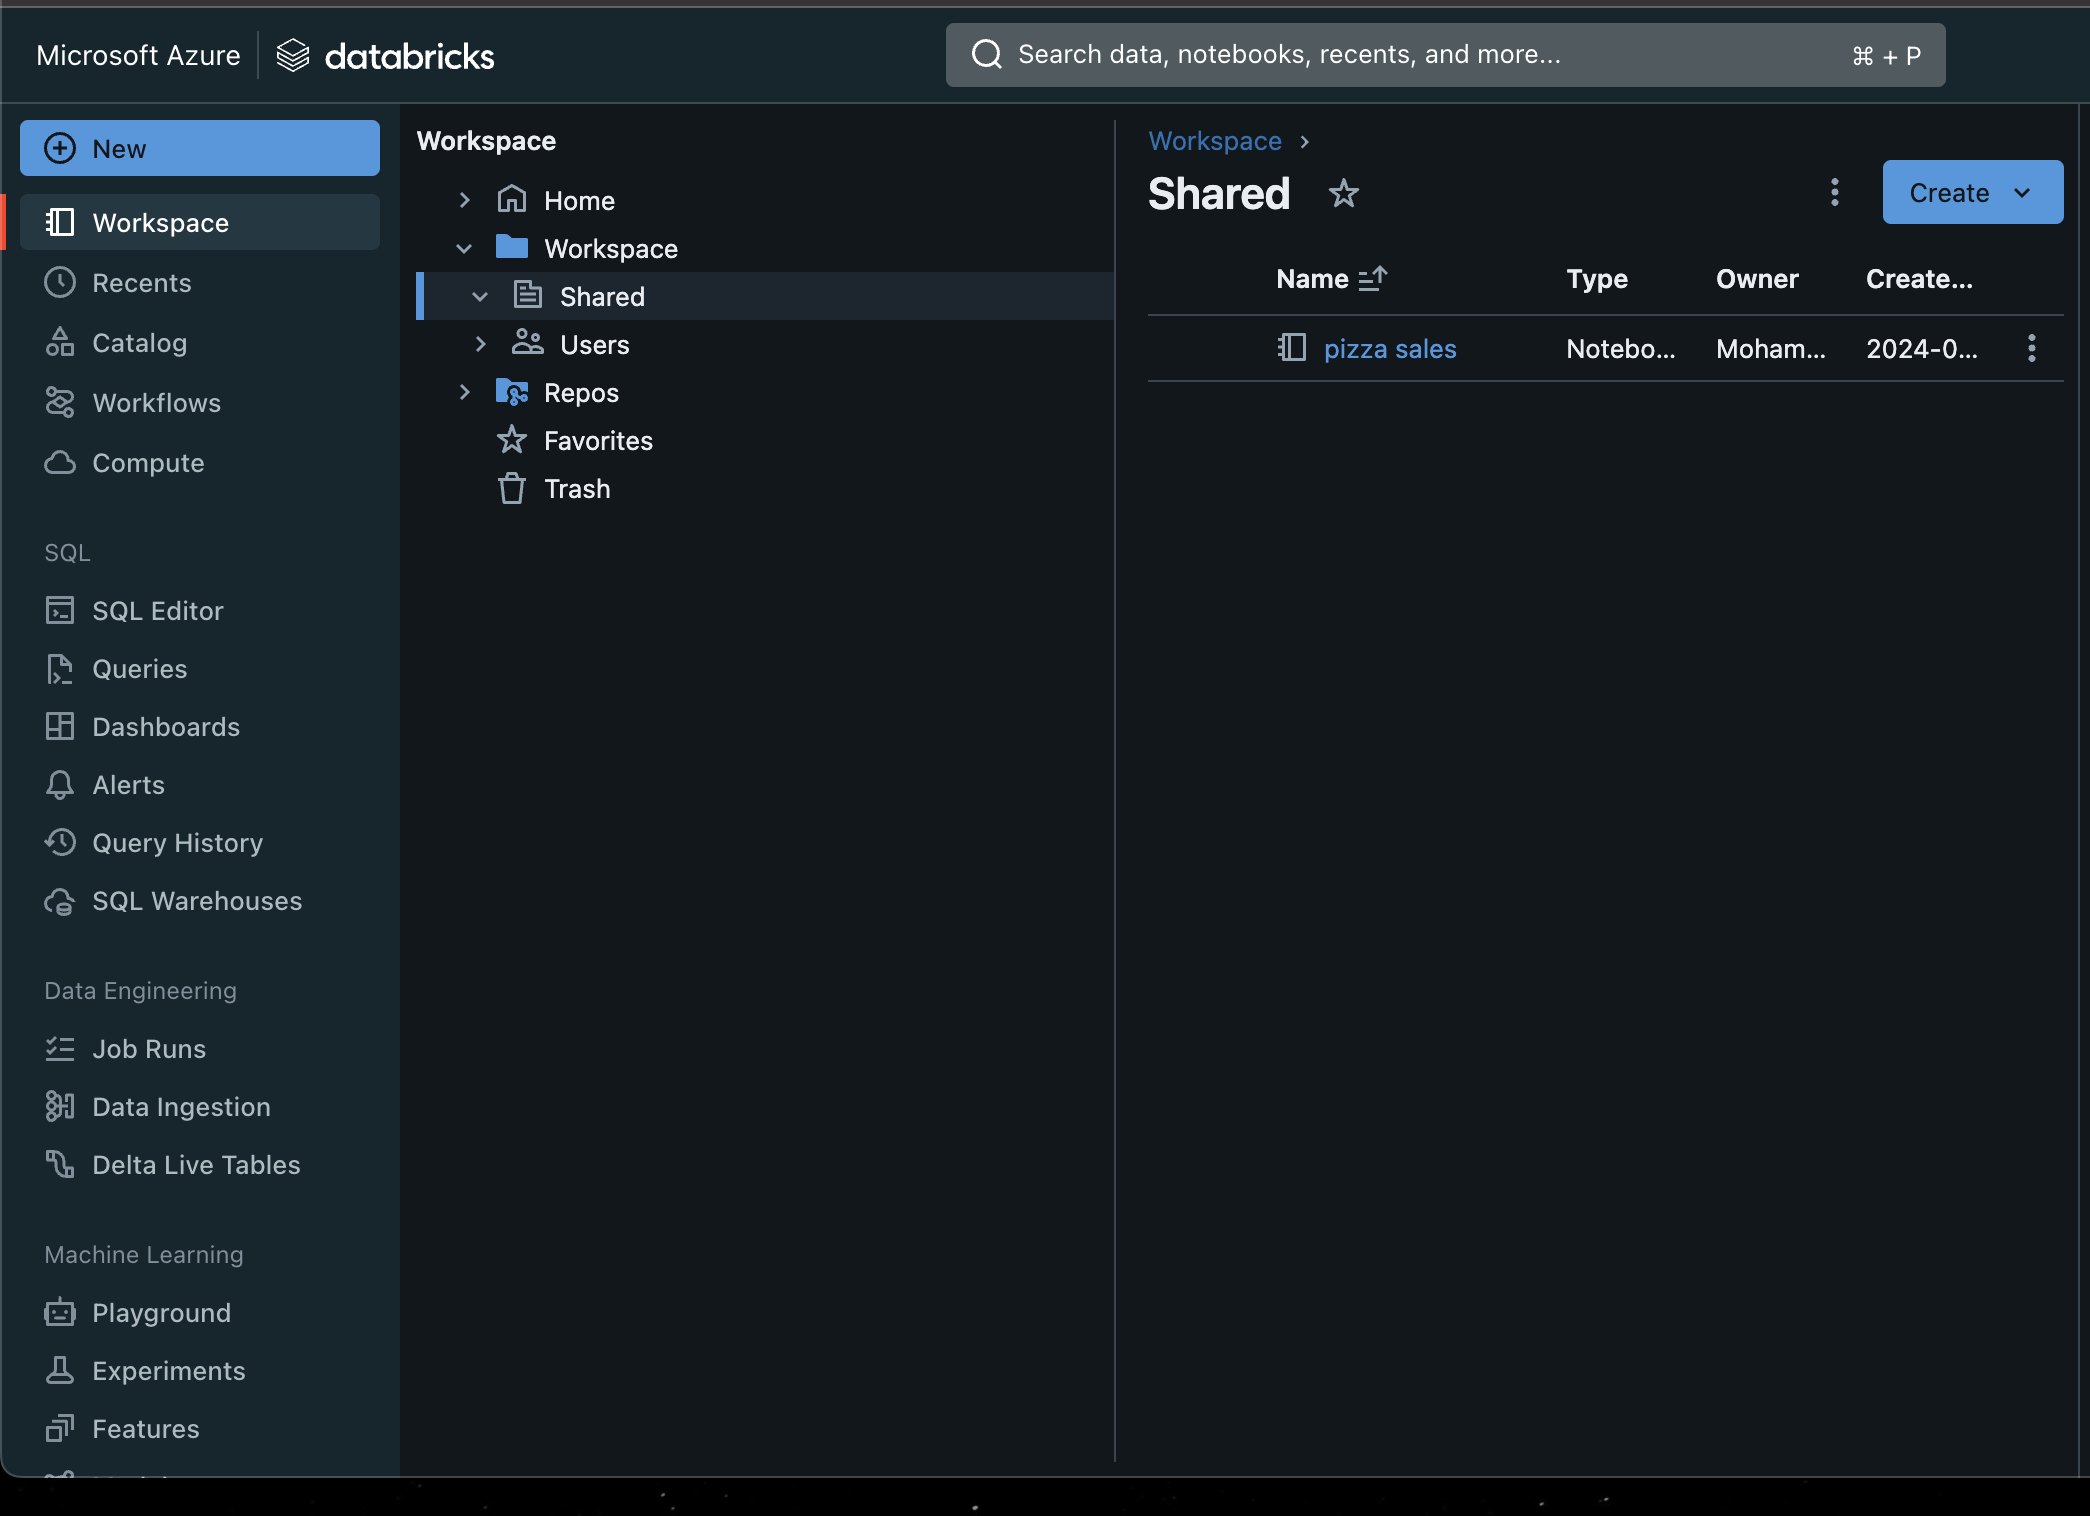 Microsoft Azure
databricks
Search data, notebooks, recents, and more...
⌘ + P
New
Workspace
Recents
Catalog
Workflows
Compute
SQL
SQL Editor
Queries
Dashboards
Alerts
Query History
SQL Warehouses
Data Engineering
Job Runs
Data Ingestion
Delta Live Tables
Machine Learning
Playground
Experiments
Features
Workspace
Home
Workspace
Shared
Users
Repos
Favorites
Trash
Workspace ›
Shared
Create
Name Type Owner Create...
pizza sales Notebo... Moham... 2024-0...